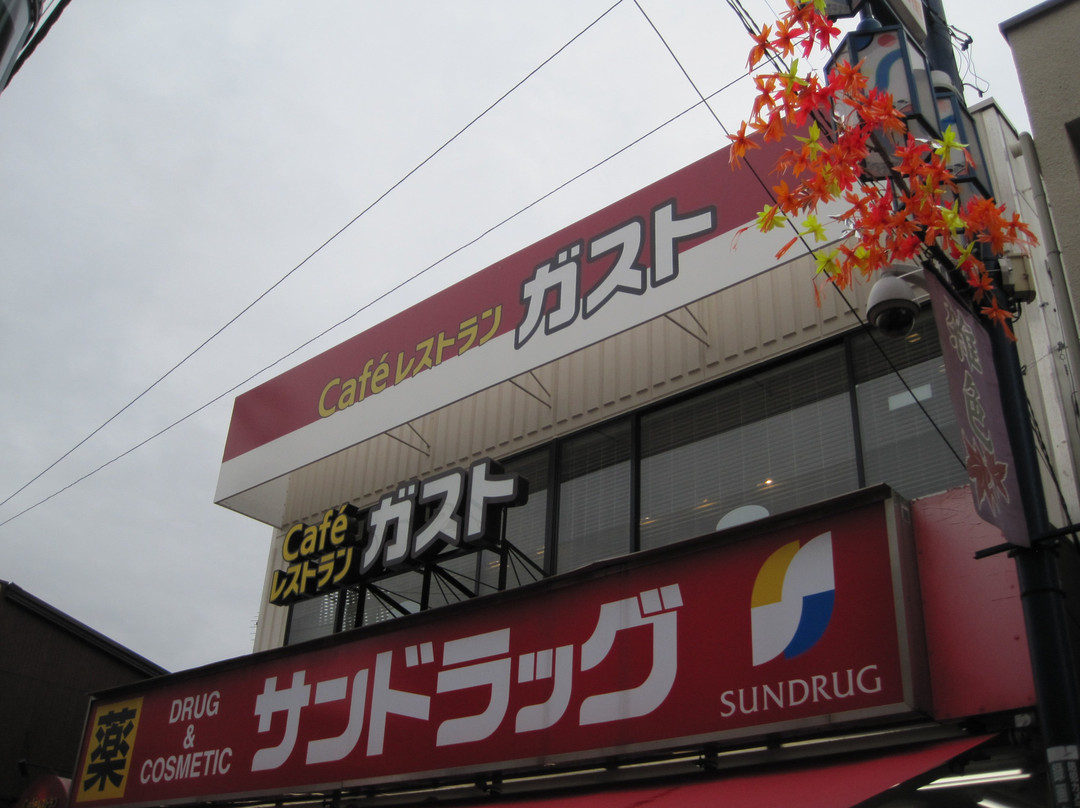 Café レストラン ガスト
Café
レストラン
ガスト
薬
DRUG
&
COSMETIC
サンドラッグ
SUNDRUG